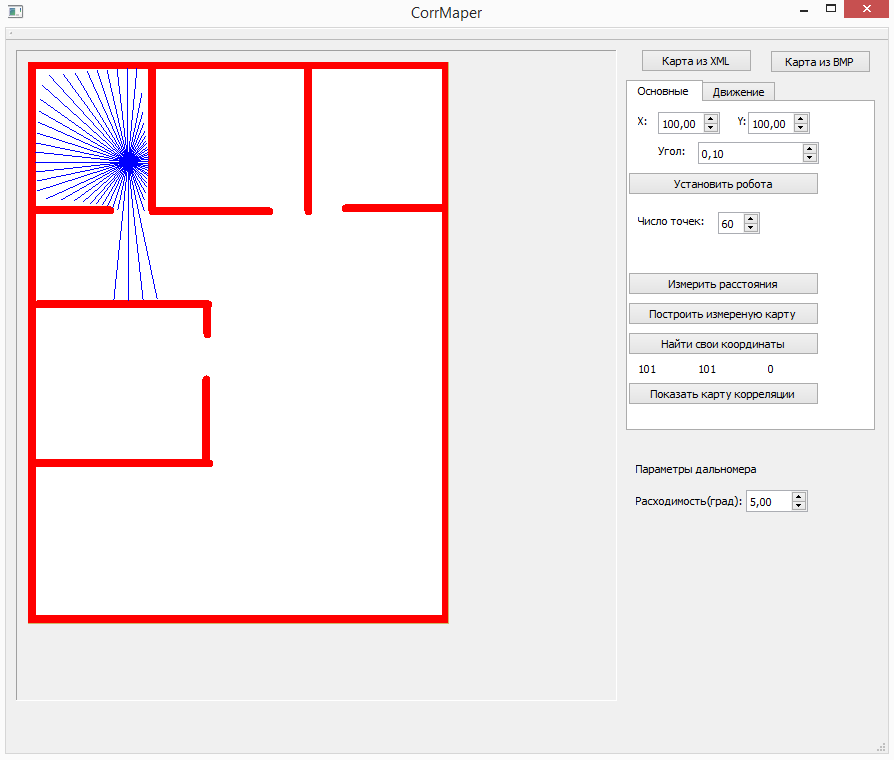 CorrMaper
Карта из XML
Карта из BMP
Основные
Движение
X: 100,00 Y: 100,00
Угол: 0,10
Установить робота
Число точек: 60
Измерить расстояния
Построить измереную карту
Найти свои координаты
101 101 0
Показать карту корреляции
Параметры дальномера
Расходимость(град): 5,00